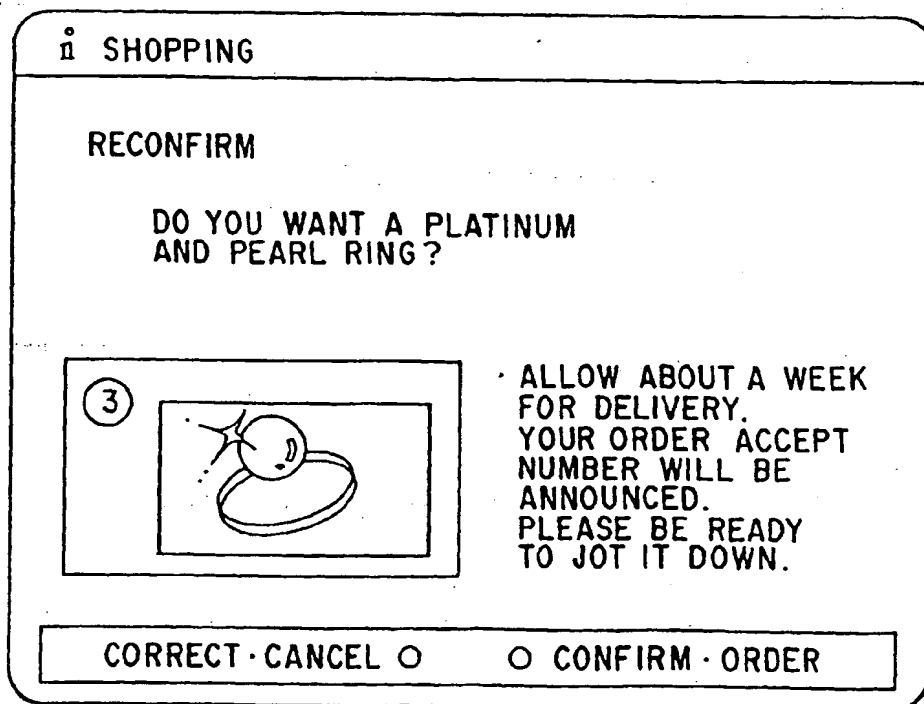 i SHOPPING
RECONFIRM
DO YOU WANT A PLATINUM
AND PEARL RING?
3
ALLOW ABOUT A WEEK
FOR DELIVERY.
YOUR ORDER ACCEPT
NUMBER WILL BE
ANNOUNCED.
PLEASE BE READY
TO JOT IT DOWN.
CORRECT·CANCEL ○ ○ CONFIRM·ORDER